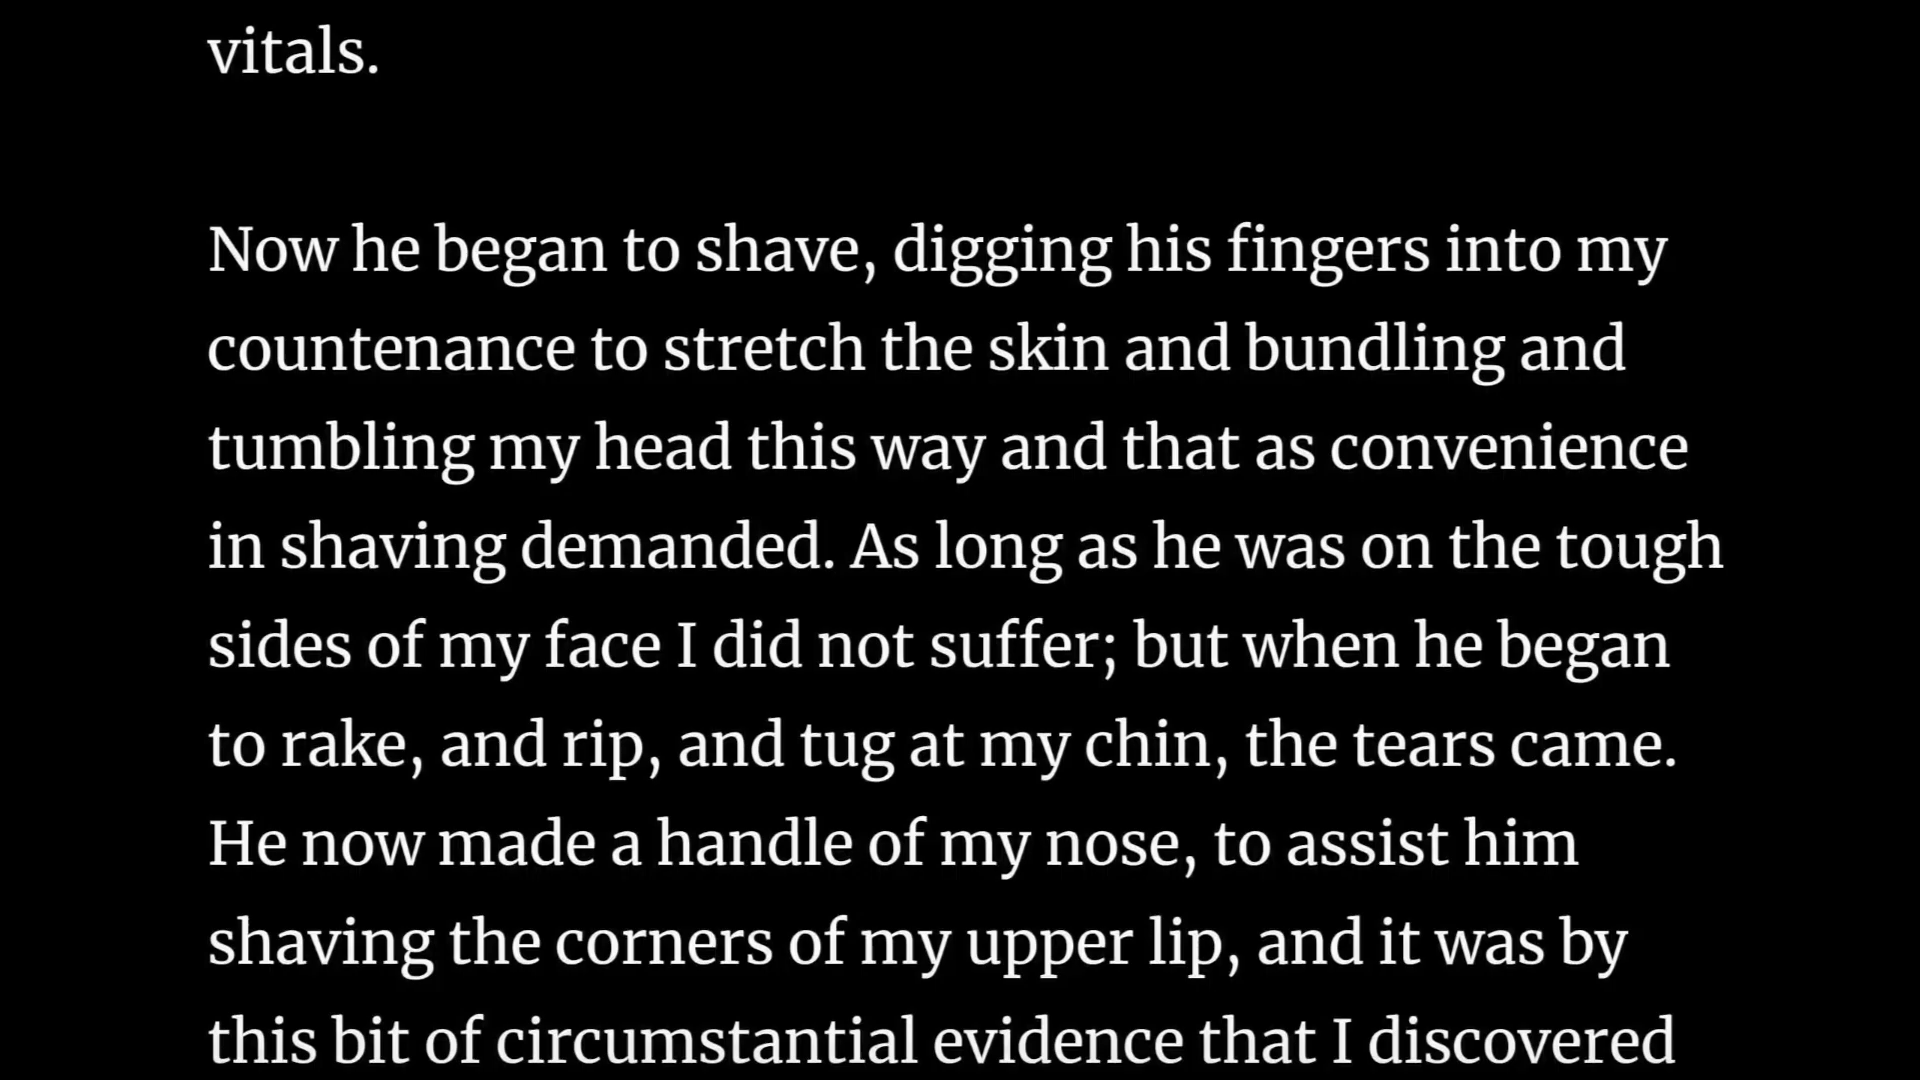 vitals.
Now he began to shave, digging his fingers into my
countenance to stretch the skin and bundling and
tumbling my head this way and that as convenience
in shaving demanded. As long as he was on the tough
sides of my face I did not suffer; but when he began
to rake, and rip, and tug at my chin, the tears came.
He now made a handle of my nose, to assist him
shaving the corners of my upper lip, and it was by
this bit of circumstantial evidence that I discovered